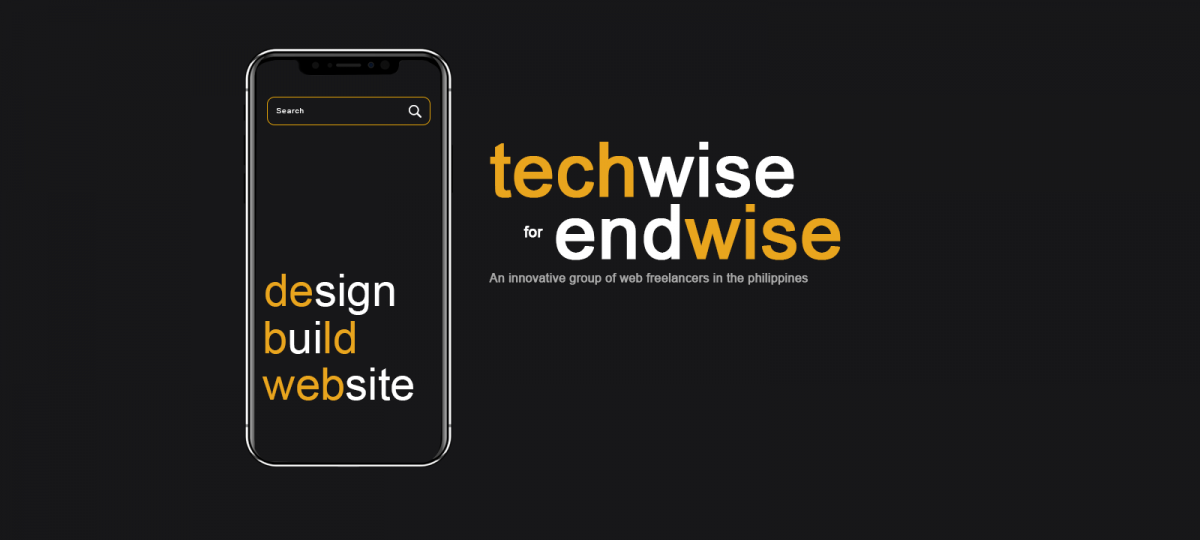 Search
design
build
website
techwise
for endwise
An innovative group of web freelancers in the philippines